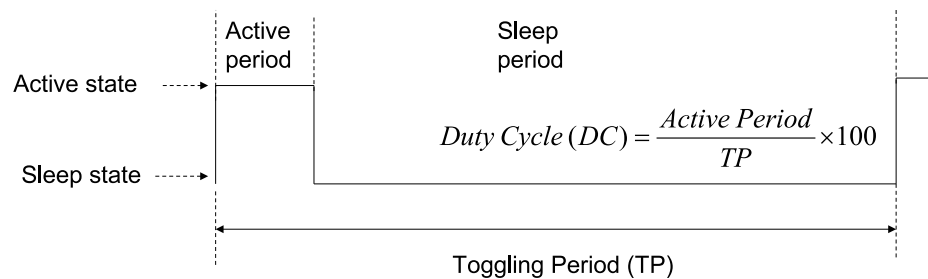 Active
period
Sleep
period
Active state
Duty Cycle (DC) = Active Period / TP ×100
Sleep state
Toggling Period (TP)